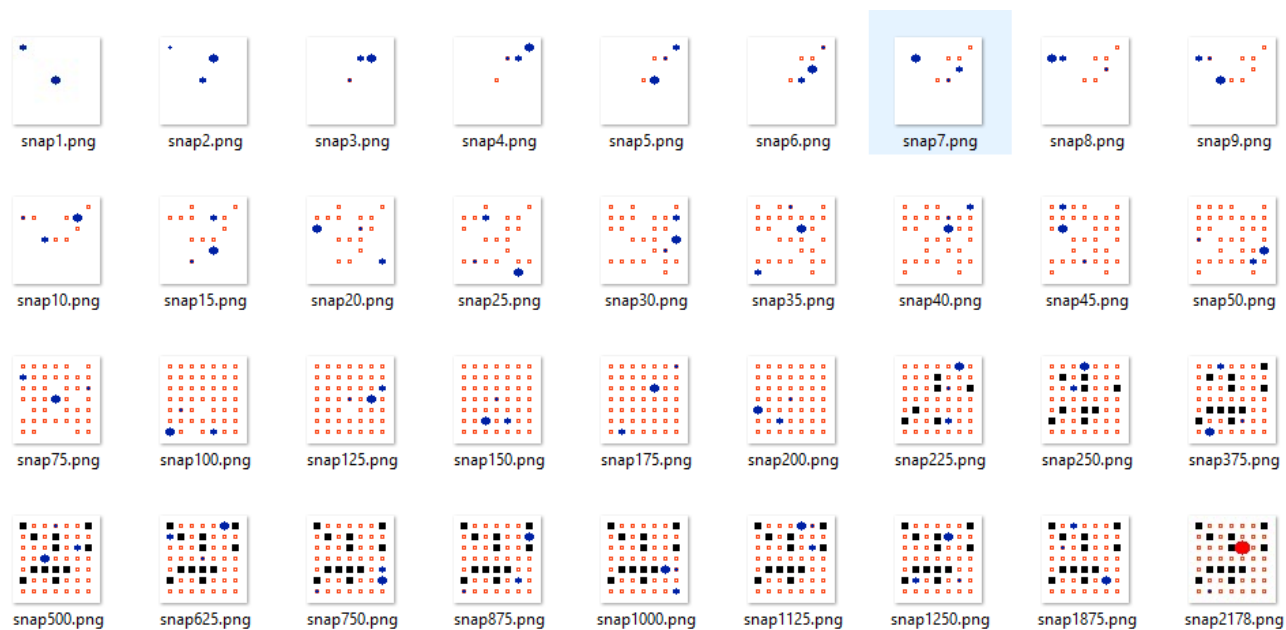 snap1.png snap2.png snap3.png snap4.png snap5.png snap6.png snap7.png snap8.png snap9.png
snap10.png snap15.png snap20.png snap25.png snap30.png snap35.png snap40.png snap45.png snap50.png
snap75.png snap100.png snap125.png snap150.png snap175.png snap200.png snap225.png snap250.png snap375.png
snap500.png snap625.png snap750.png snap875.png snap1000.png snap1125.png snap1250.png snap1875.png snap2178.png